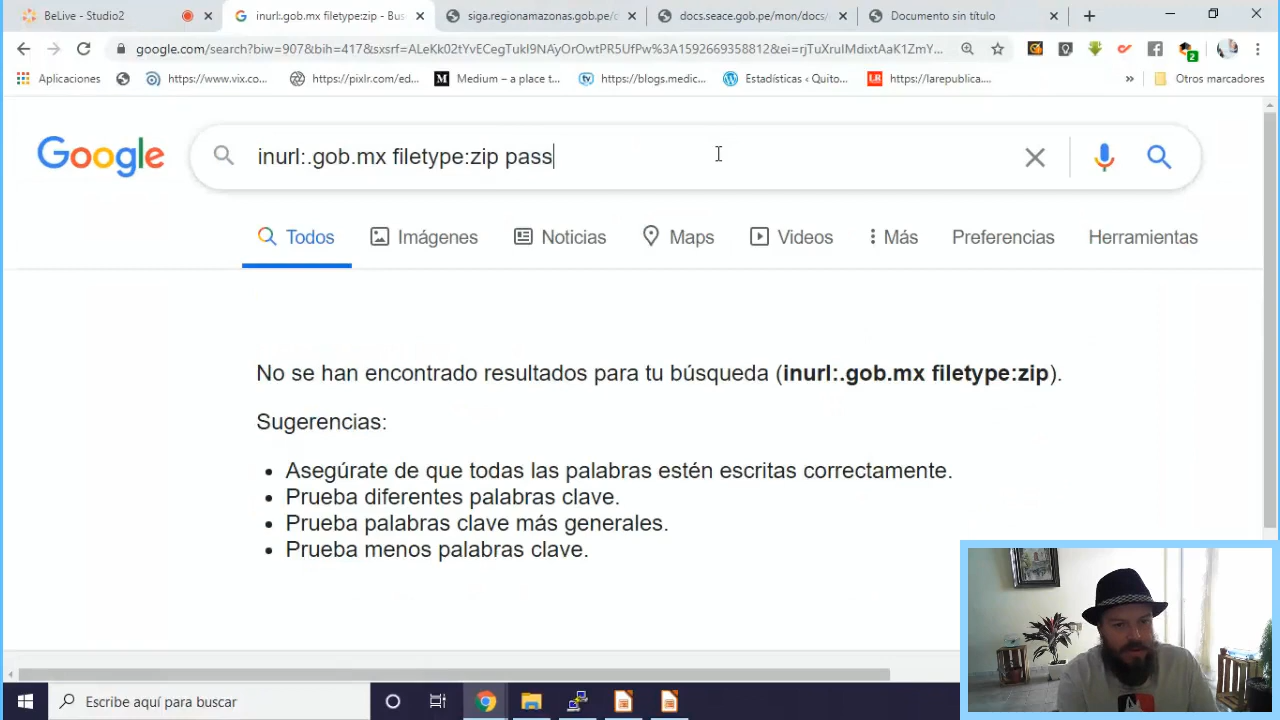 BeLive - Studio2
inurl:.gob.mx filetype:zip - Bus
siga.regionamazonas.gob.pe/d
docs.seace.gob.pe/mon/docs/
Documento sin título
google.com/search?biw=907&bih=417&sxsrf=ALeKk02tYvECegTukI9NAyOrOwtPR5UfPw%3A1592669358912&ei=rjTuXruIMdixtAaK1ZmY...
2
Aplicaciones
https://www.vix.co...
https://pixlr.com/ed...
Medium – a place t...
https://blogs.medic...
Estadísticas ‹ Quito...
https://larepublica....
»
Otros marcadores
Google
inurl:.gob.mx filetype:zip pass
Todos
Imágenes
Noticias
Maps
Videos
Más
Preferencias
Herramientas
No se han encontrado resultados para tu búsqueda (inurl:.gob.mx filetype:zip).
Sugerencias:
Asegúrate de que todas las palabras estén escritas correctamente.
Prueba diferentes palabras clave.
Prueba palabras clave más generales.
Prueba menos palabras clave.
Escribe aquí para buscar